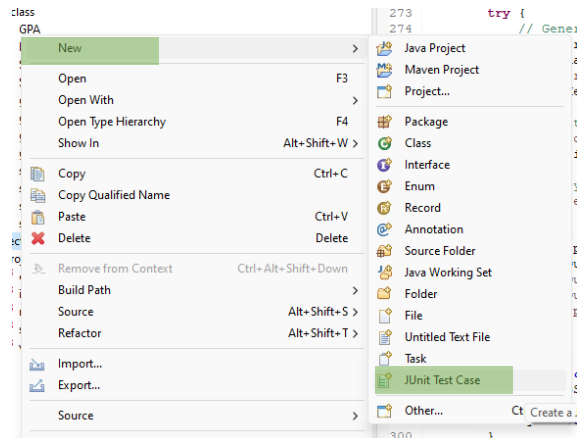 class
GPA
New
Open F3
Open With
Open Type Hierarchy F4
Show In Alt+Shift+W
Copy Ctrl+C
Copy Qualified Name
Paste Ctrl+V
Delete Delete
Remove from Context Ctrl+Alt+Shift+Down
Build Path
Source Alt+Shift+S
Refactor Alt+Shift+T
Import...
Export...
Source
273 try {
274 // Gener
Java Project
Maven Project
Project...
Package
Class
Interface
Enum
Record
Annotation
Source Folder
Java Working Set
Folder
File
Untitled Text File
Task
JUnit Test Case
Other... Ct
Create a J
300 }